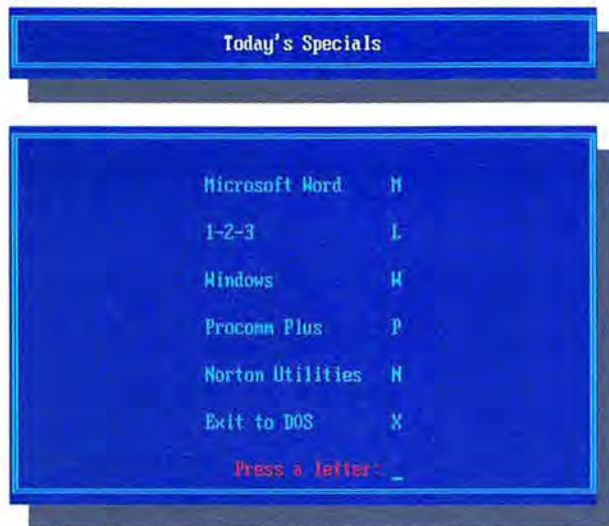 Today's Specials
Microsoft Word M
1-2-3 L
Windows W
Procomm Plus P
Norton Utilities N
Exit to DOS X
Press a letter: _